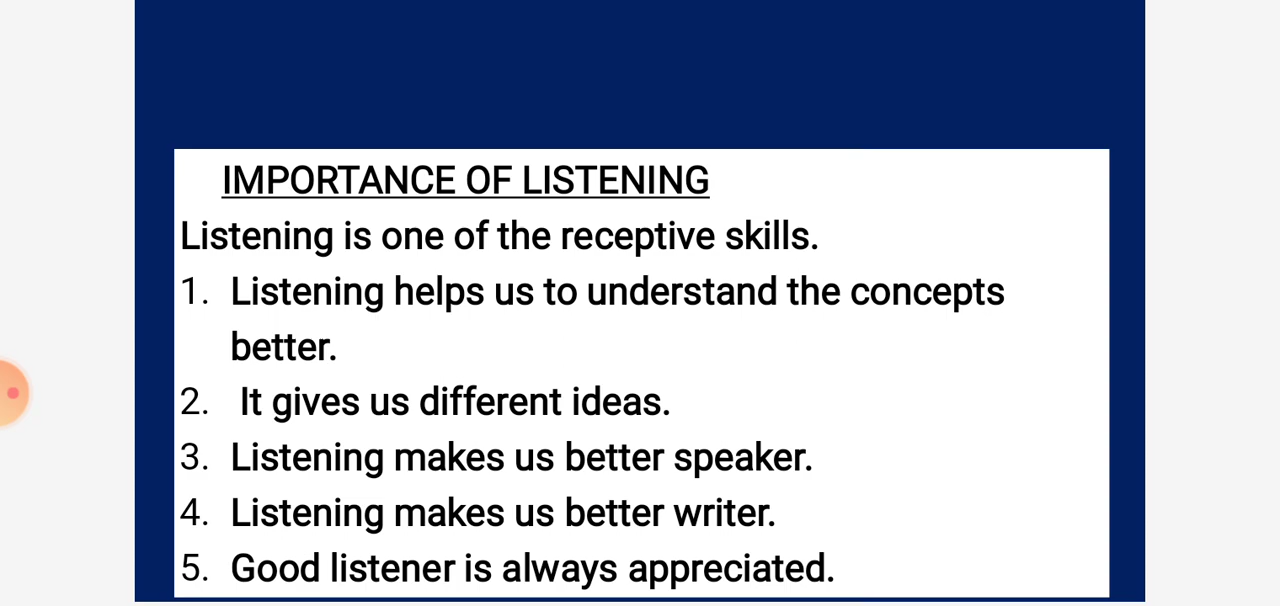 IMPORTANCE OF LISTENING
Listening is one of the receptive skills.
1. Listening helps us to understand the concepts
better.
2. It gives us different ideas.
3. Listening makes us better speaker.
4. Listening makes us better writer.
5. Good listener is always appreciated.